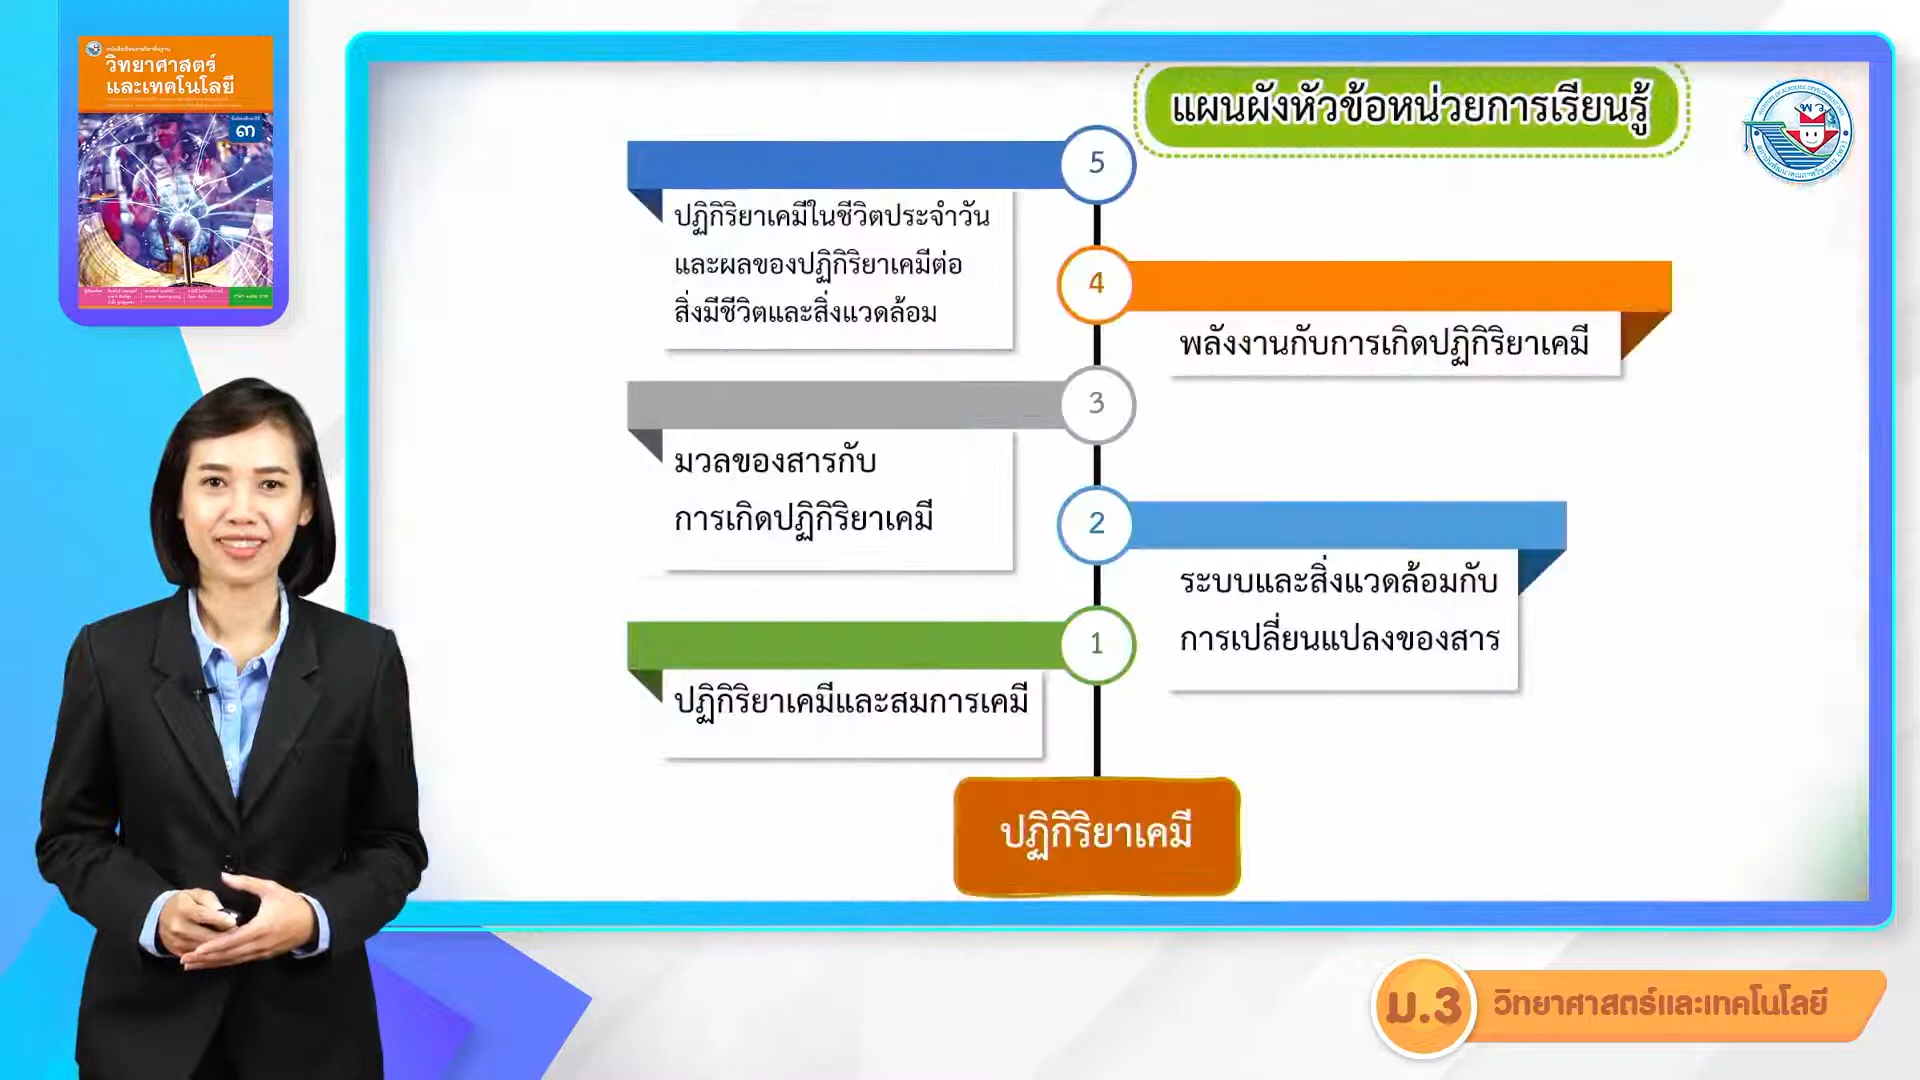 วิทยาศาสตร์
และเทคโนโลยี
๓
แผนผังหัวข้อหน่วยการเรียนรู้
พว
5
ปฏิกิริยาเคมีในชีวิตประจำวัน
และผลของปฏิกิริยาเคมีต่อ
สิ่งมีชีวิตและสิ่งแวดล้อม
4
พลังงานกับการเกิดปฏิกิริยาเคมี
3
มวลของสารกับ
การเกิดปฏิกิริยาเคมี
2
ระบบและสิ่งแวดล้อมกับ
การเปลี่ยนแปลงของสาร
1
ปฏิกิริยาเคมีและสมการเคมี
ปฏิกิริยาเคมี
ม.3 วิทยาศาสตร์และเทคโนโลยี